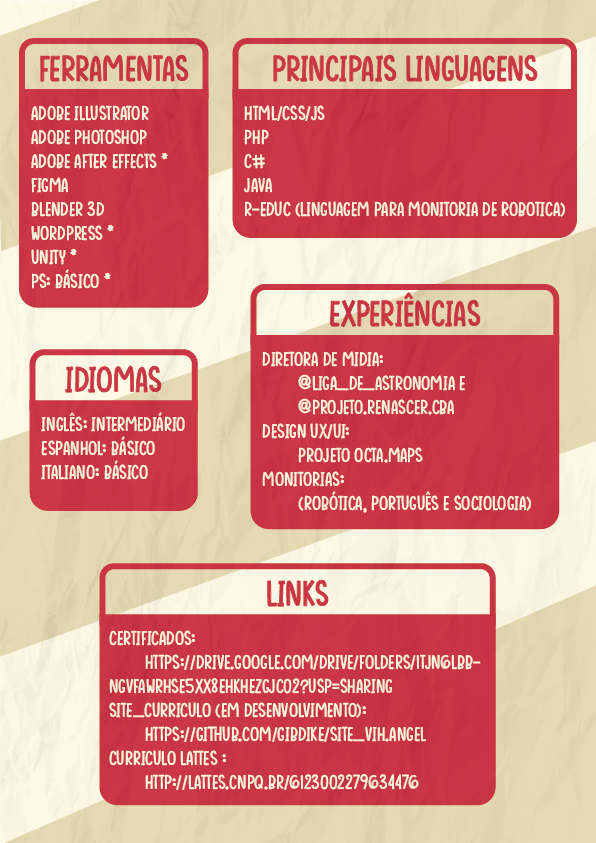 FERRAMENTAS
ADOBE ILLUSTRATOR
ADOBE PHOTOSHOP
ADOBE AFTER EFFECTS *
FIGMA
BLENDER 3D
WORDPRESS *
UNITY *
PS: BÁSICO *
PRINCIPAIS LINGUAGENS
HTML/CSS/JS
PHP
C#
JAVA
R-EDUC (LINGUAGEM PARA MONITORIA DE ROBOTICA)
EXPERIÊNCIAS
DIRETORA DE MIDIA:
@LIGA_DE_ASTRONOMIA E
@PROJETO.RENASCER.CBA
DESIGN UX/UI:
PROJETO OCTA.MAPS
MONITORIAS:
(ROBÓTICA, PORTUGUÊS E SOCIOLOGIA)
IDIOMAS
INGLÊS: INTERMEDIÁRIO
ESPANHOL: BÁSICO
ITALIANO: BÁSICO
LINKS
CERTIFICADOS:
HTTPS://DRIVE.GOOGLE.COM/DRIVE/FOLDERS/1TJN6LBB-
NGVFAWRHSE5XX8EHKHEZGJCO2?USP=SHARING
SITE_CURRICULO (EM DESENVOLVIMENTO):
HTTPS://GITHUB.COM/GIBDIKE/SITE_VIH.ANGEL
CURRICULO LATTES :
HTTP://LATTES.CNPQ.BR/6123002279634476